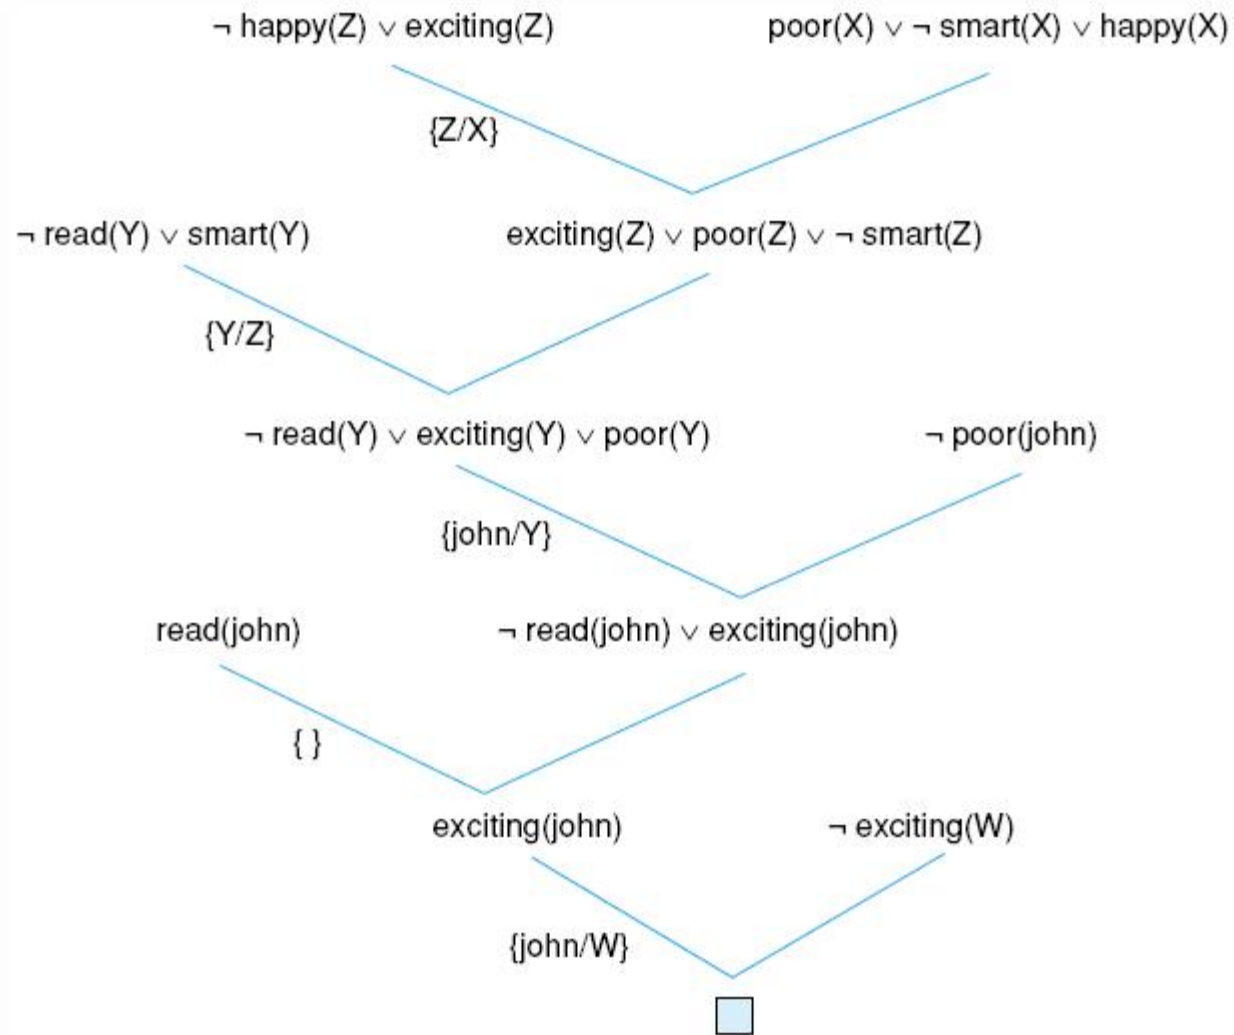 ¬ happy(Z) ∨ exciting(Z) poor(X) ∨ ¬ smart(X) ∨ happy(X)
{Z/X}
¬ read(Y) ∨ smart(Y) exciting(Z) ∨ poor(Z) ∨ ¬ smart(Z)
{Y/Z}
¬ read(Y) ∨ exciting(Y) ∨ poor(Y) ¬ poor(john)
{john/Y}
read(john) ¬ read(john) ∨ exciting(john)
{ }
exciting(john) ¬ exciting(W)
{john/W}